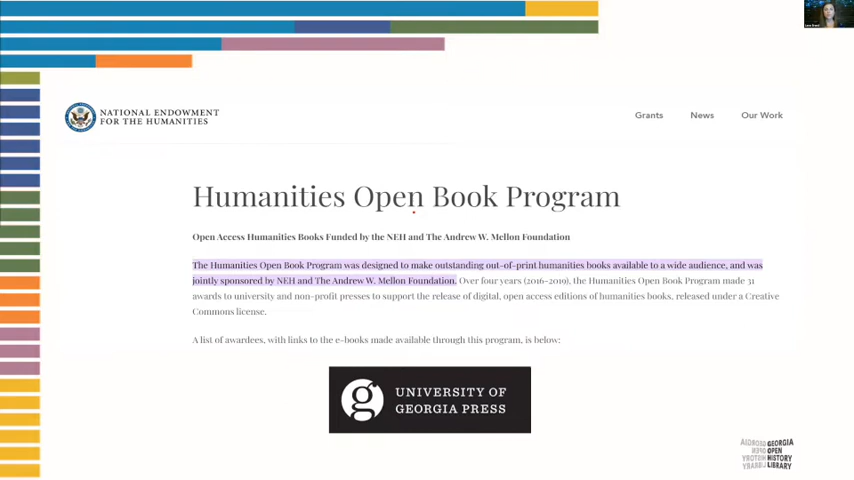 NATIONAL ENDOWMENT
FOR THE HUMANITIES
Grants
News
Our Work
Humanities Open Book Program
Open Access Humanities Books Funded by the NEH and The Andrew W. Mellon Foundation
The Humanities Open Book Program was designed to make outstanding out-of-print humanities books available to a wide audience, and was
jointly sponsored by NEH and The Andrew W. Mellon Foundation. Over four years (2016-2019), the Humanities Open Book Program made 31
awards to university and non-profit presses to support the release of digital, open access editions of humanities books, released under a Creative
Commons license.
A list of awardees, with links to the e-books made available through this program, is below:
g
UNIVERSITY OF
GEORGIA PRESS
GEORGIA
OPEN
HISTORY
LIBRARY